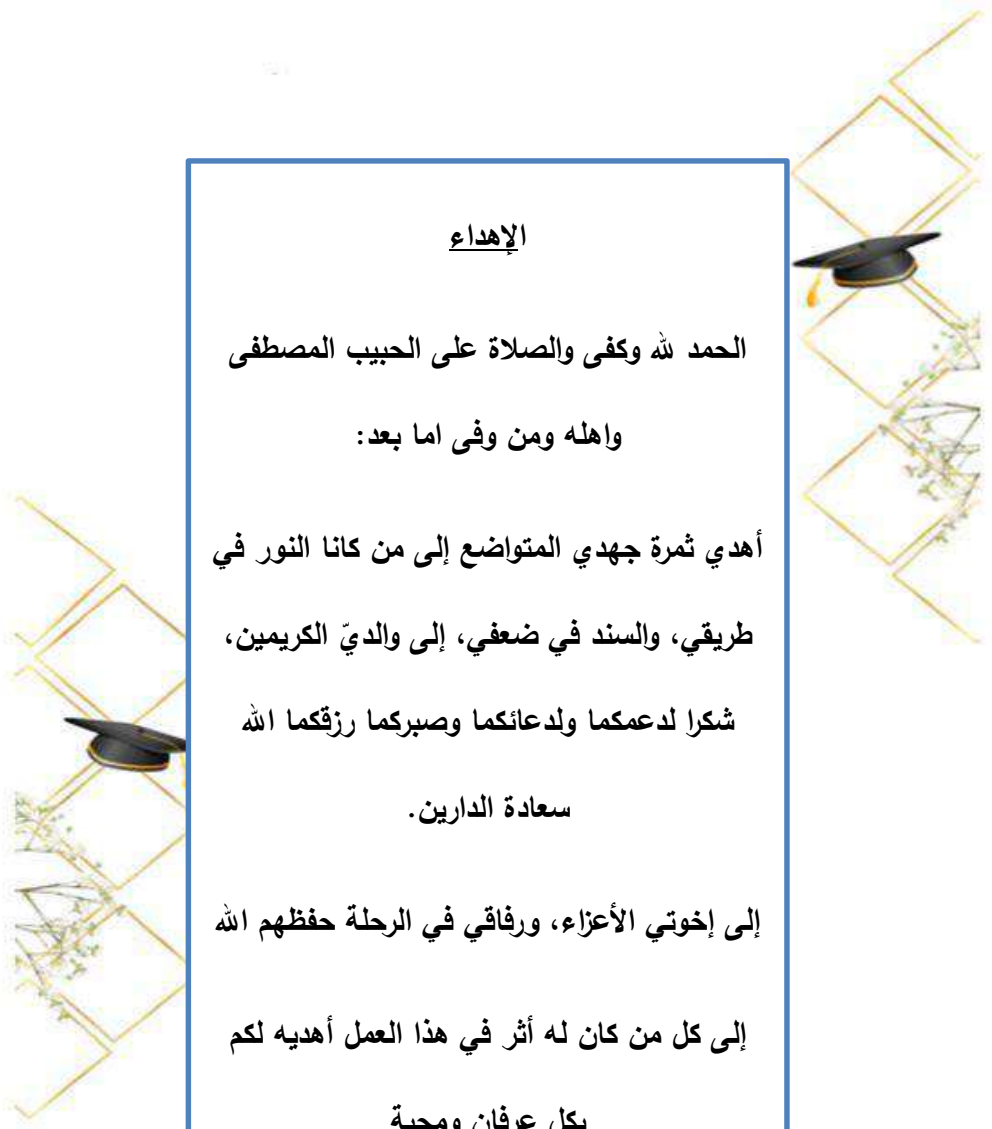 الإهداء
الحمد لله وكفى والصلاة على الحبيب المصطفى
واهله ومن وفى اما بعد:
أهدي ثمرة جهدي المتواضع إلى من كانا النور في
طريقي، والسند في ضعفي، إلى والديّ الكريمين،
شكرا لدعمكما ولدعائكما وصبركما رزقكما الله
سعادة الدارين.
إلى إخوتي الأعزاء، ورفاقي في الرحلة حفظهم الله
إلى كل من كان له أثر في هذا العمل أهديه لكم
بكل عرفان ومحبة